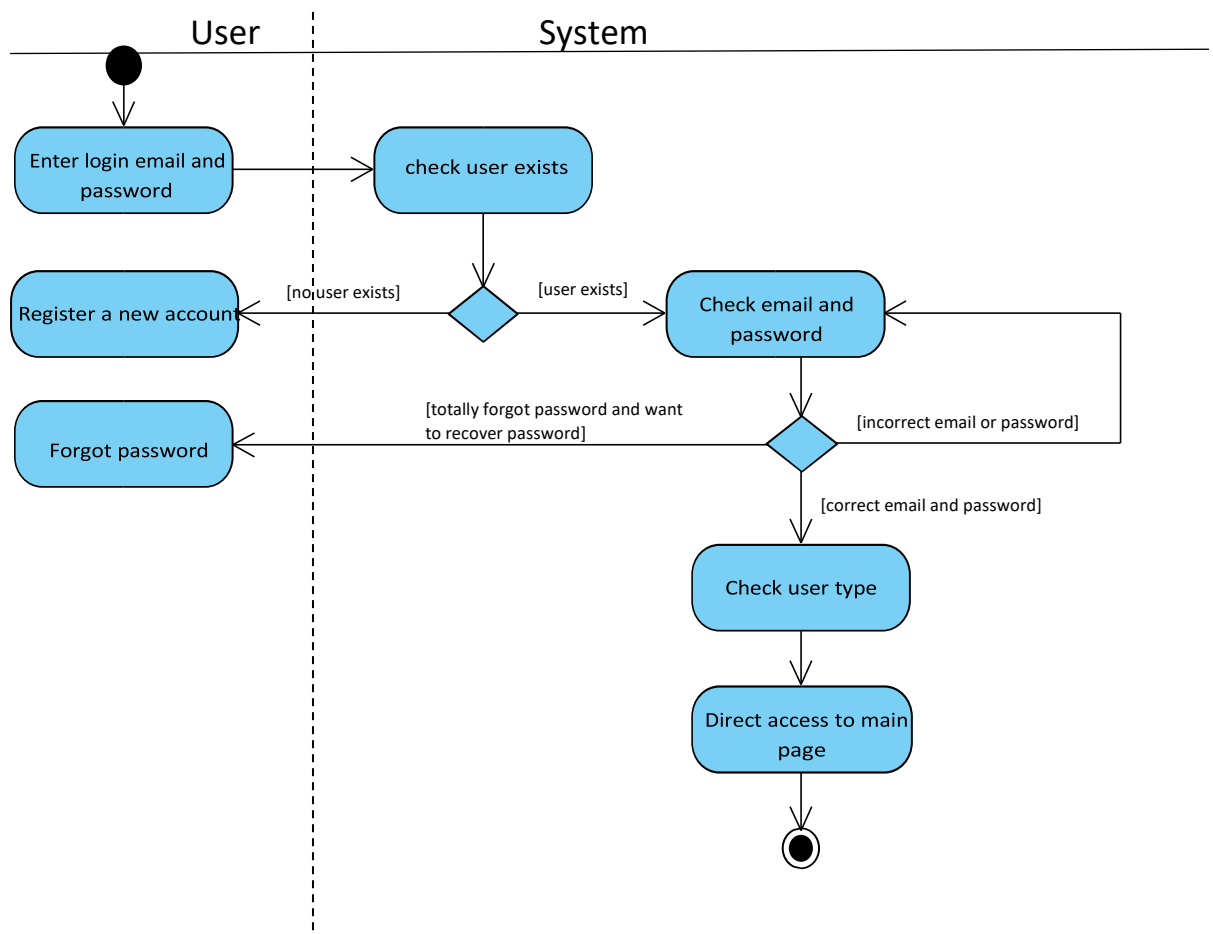 User
System
Enter login email and
password
check user exists
[no user exists]
[user exists]
Register a new account
Check email and
password
[totally forgot password and want
to recover password]
[incorrect email or password]
Forgot password
[correct email and password]
Check user type
Direct access to main
page